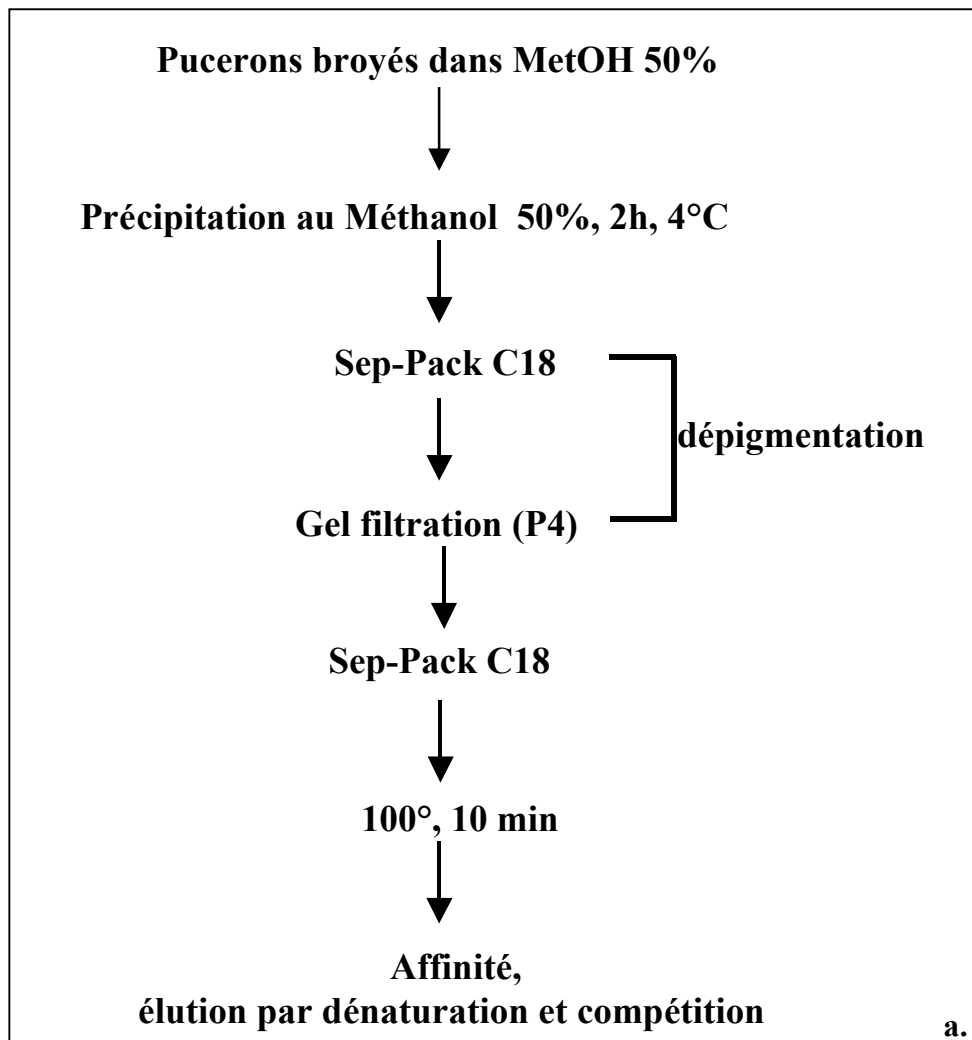 Pucerons broyés dans MetOH 50%
Précipitation au Méthanol 50%, 2h, 4°C
Sep-Pack C18
dépigmentation
Gel filtration (P4)
Sep-Pack C18
100°, 10 min
Affinité,
élution par dénaturation et compétition
a.